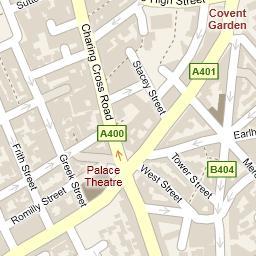 High Street
Covent
Garden
Charing Cross Road
Stacey Street
A401
A400
Frith Street
Greek Street
Palace
Theatre
Romilly Street
West Street
Tower Street
B404